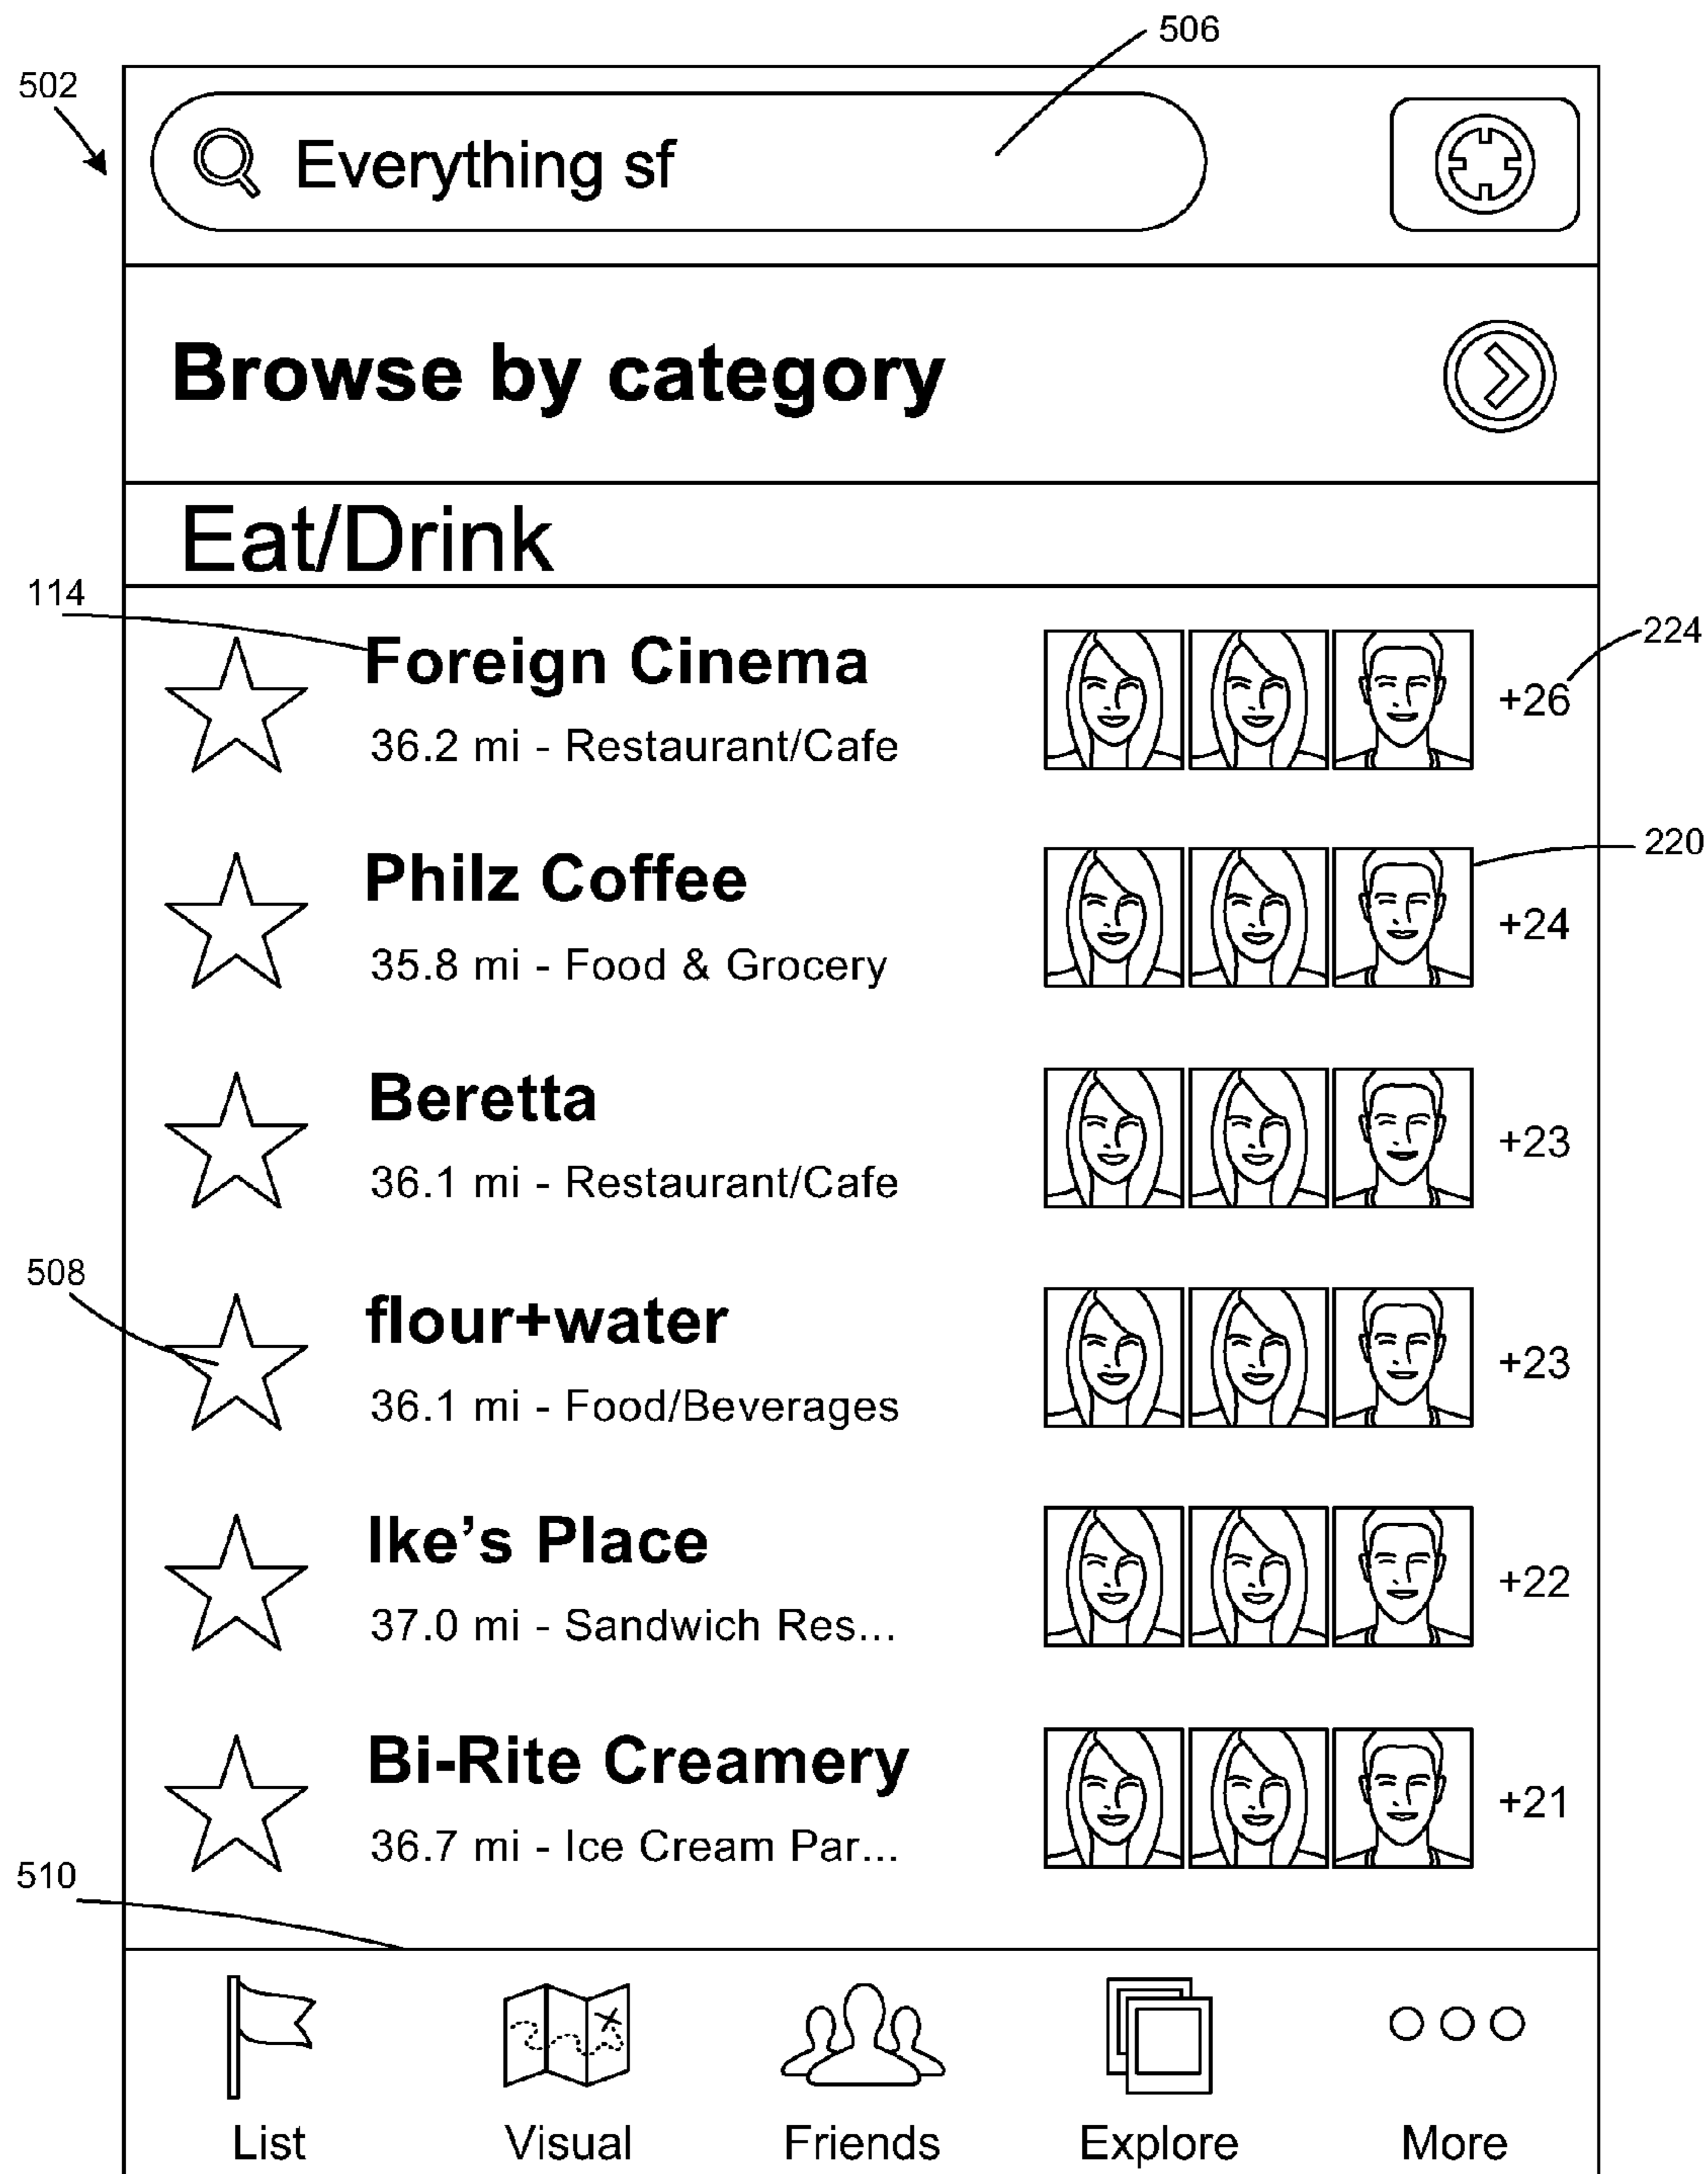 506
502
Everything sf
Browse by category
Eat/Drink
114
Foreign Cinema
36.2 mi - Restaurant/Cafe
+26
224
Philz Coffee
35.8 mi - Food & Grocery
+24
220
Beretta
36.1 mi - Restaurant/Cafe
+23
508
flour+water
36.1 mi - Food/Beverages
+23
Ike’s Place
37.0 mi - Sandwich Res...
+22
Bi-Rite Creamery
36.7 mi - Ice Cream Par...
+21
510
List Visual Friends Explore More